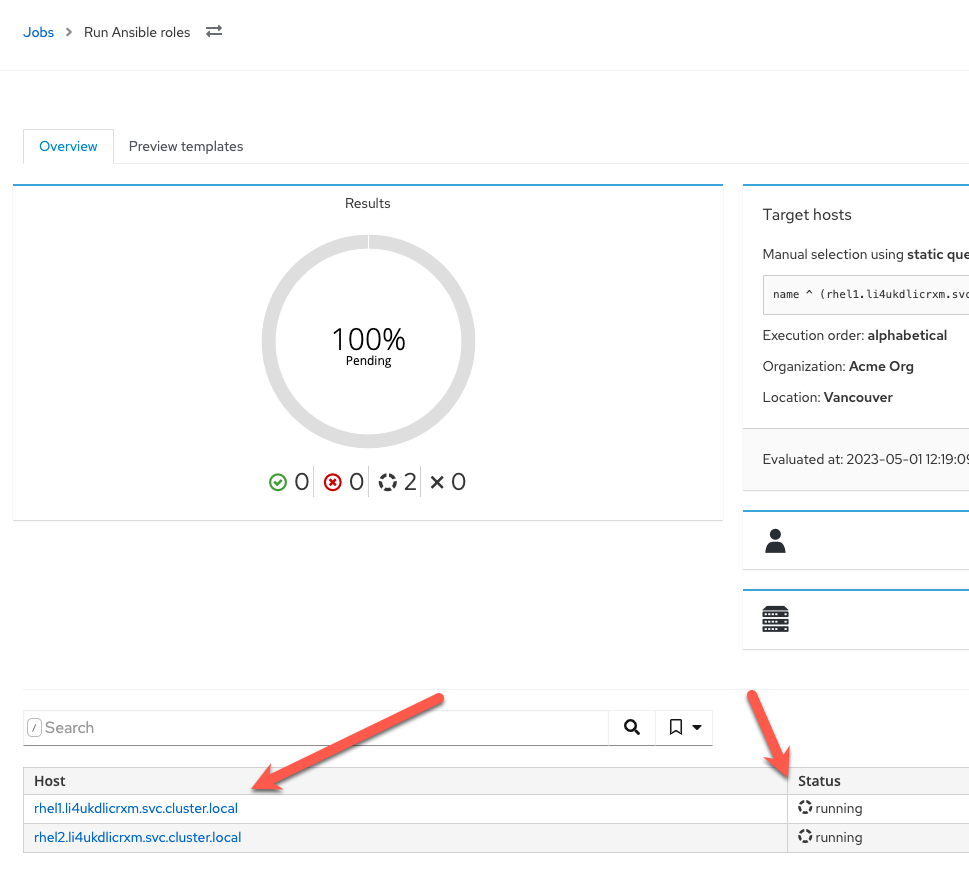 Jobs > Run Ansible roles
Overview Preview templates
Results
100%
Pending
0 0 2 0
Target hosts
Manual selection using static que
name ^ (rhel1.li4ukdlicrxm.svc
Execution order: alphabetical
Organization: Acme Org
Location: Vancouver
Evaluated at: 2023-05-01 12:19:09
/ Search
Host Status
rhel1.li4ukdlicrxm.svc.cluster.local running
rhel2.li4ukdlicrxm.svc.cluster.local running